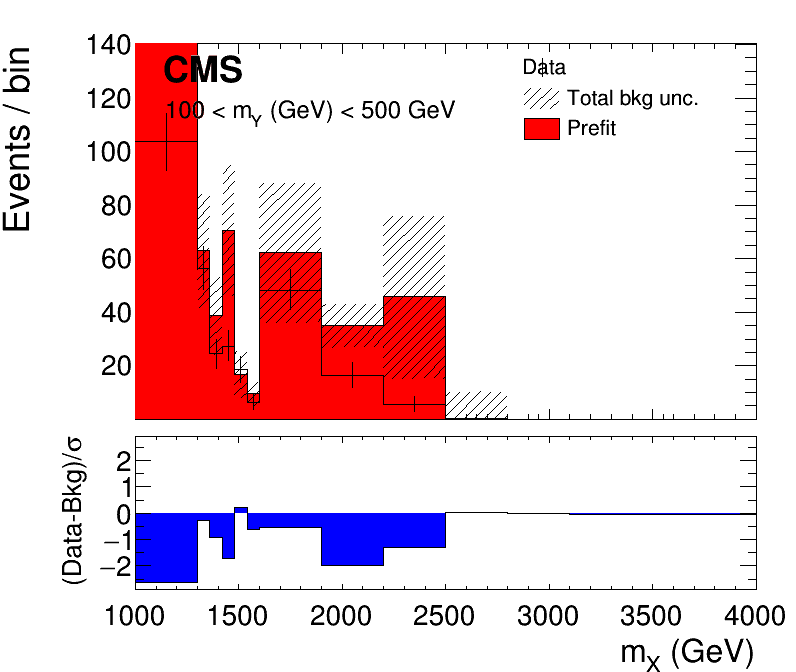 Events / bin
140
120
100
80
60
40
20
CMS
100 < mY (GeV) < 500 GeV
Data
Total bkg unc.
Prefit
(Data-Bkg)/σ
2
1
0
−1
−2
1000 1500 2000 2500 3000 3500 4000
mX (GeV)